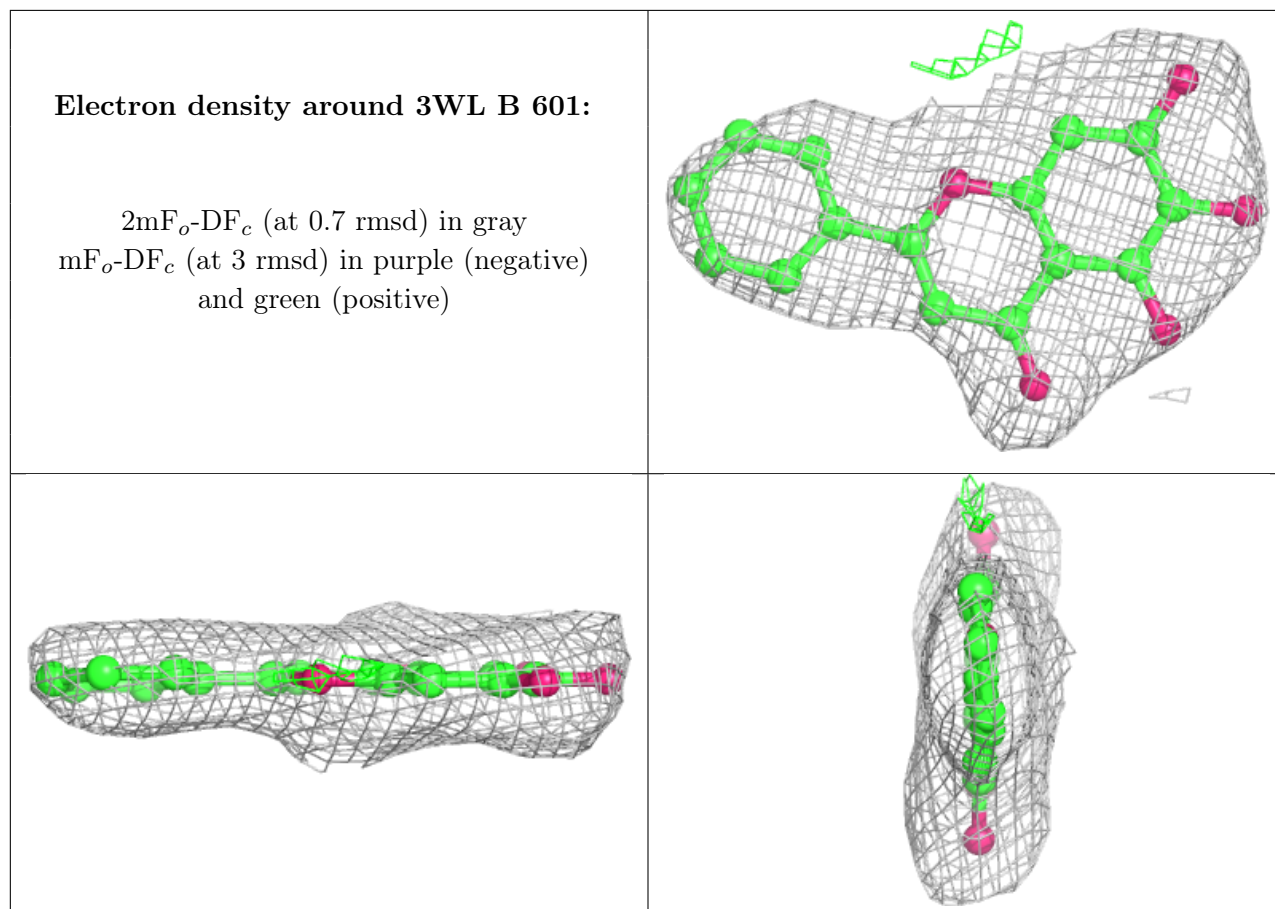 Electron density around 3WL B 601:
2mFo-DFc (at 0.7 rmsd) in gray
mFo-DFc (at 3 rmsd) in purple (negative)
and green (positive)